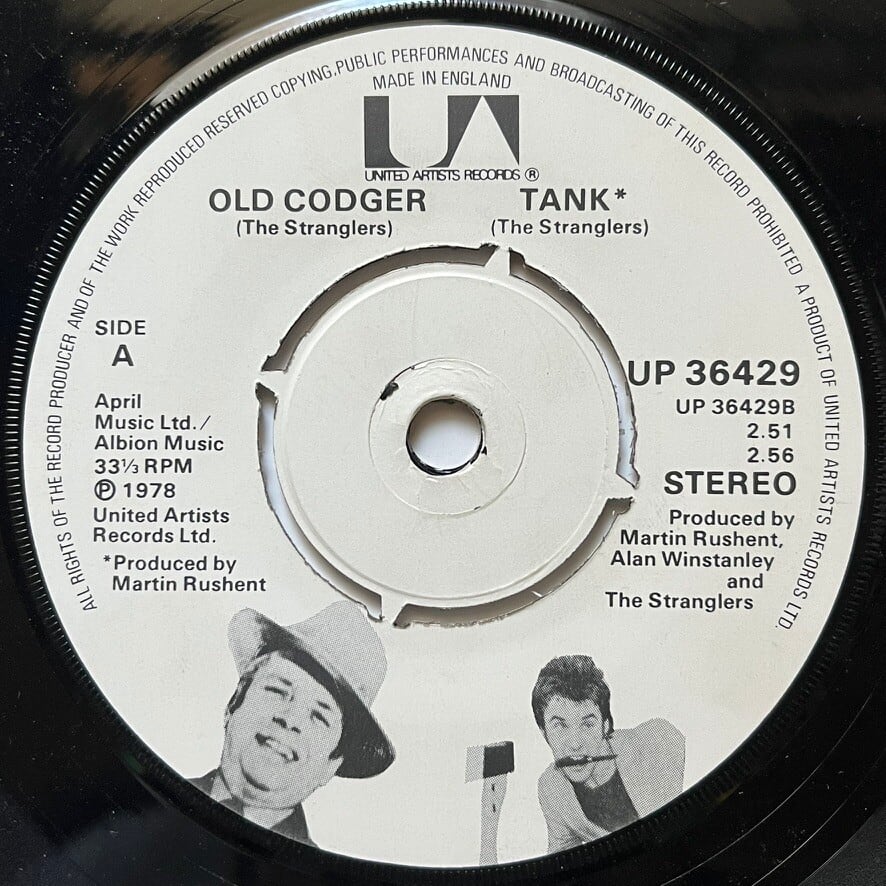 ALL RIGHTS OF THE RECORD PRODUCER AND OF THE WORK REPRODUCED RESERVED COPYING, PUBLIC PERFORMANCES AND BROADCASTING OF THIS RECORD PROHIBITED A PRODUCT OF UNITED ARTISTS RECORDS LTD.
MADE IN ENGLAND
UA
UNITED ARTISTS RECORDS ®
OLD CODGER TANK*
(The Stranglers) (The Stranglers)
SIDE
A
April
Music Ltd./
Albion Music
33⅓ RPM
℗ 1978
United Artists
Records Ltd.
*Produced by
Martin Rushent
UP 36429
UP 36429B
2.51
2.56
STEREO
Produced by
Martin Rushent,
Alan Winstanley
and
The Stranglers